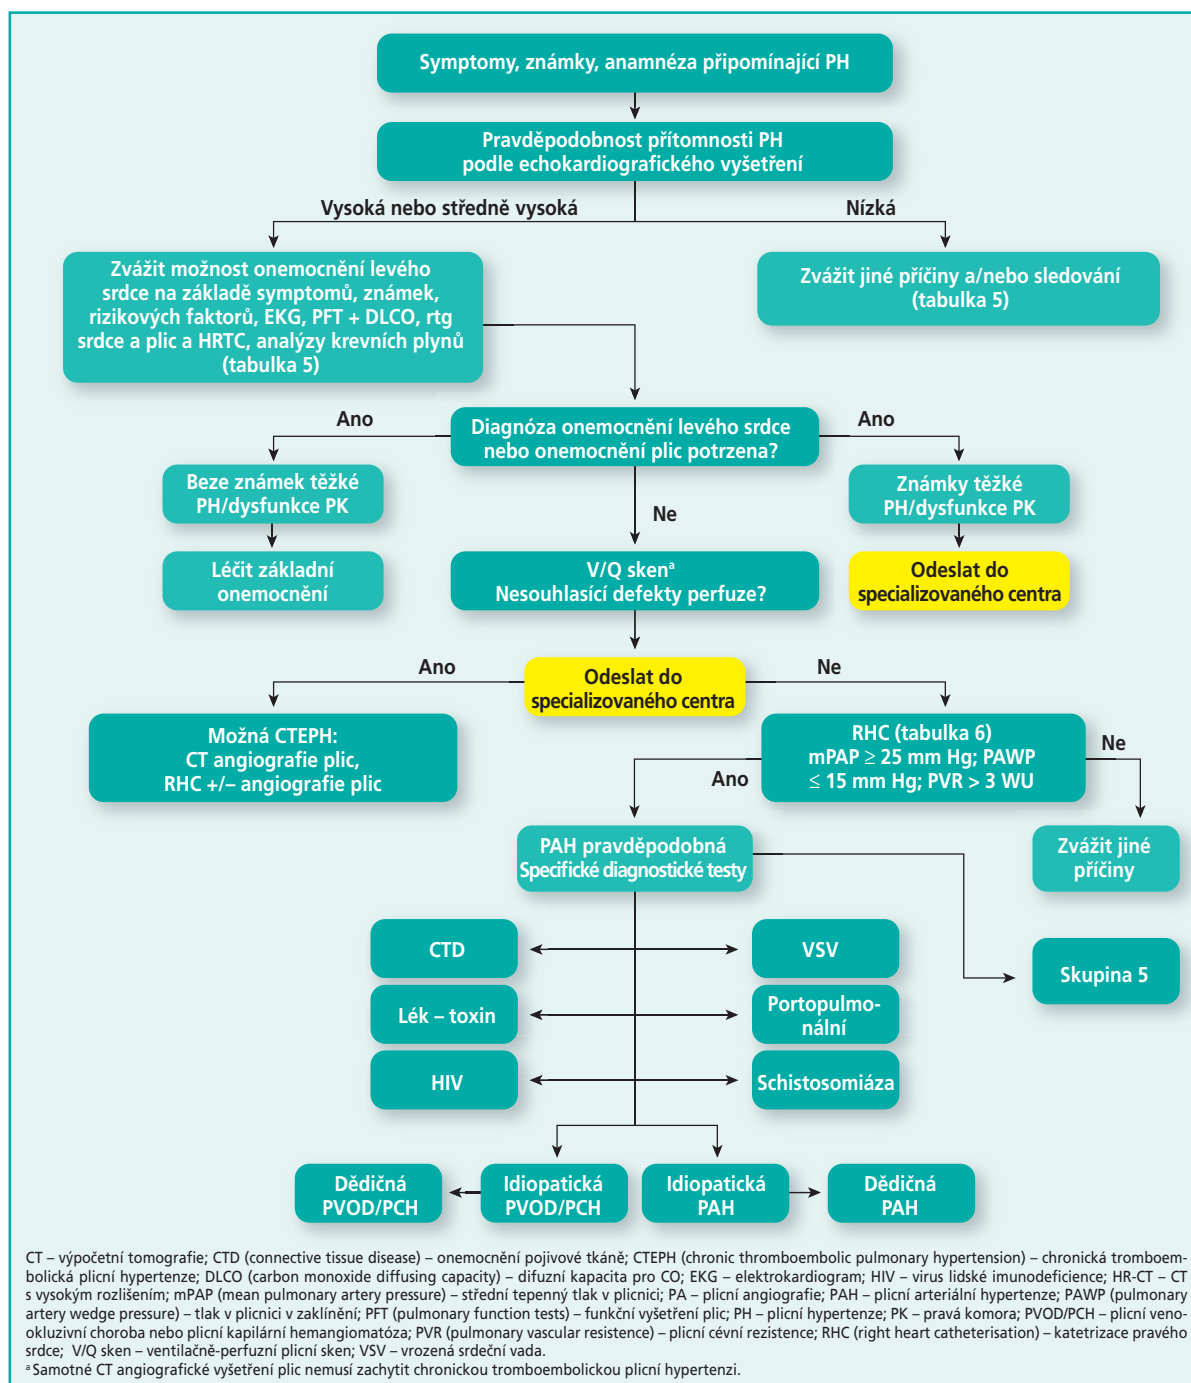 Symptomy, známky, anamnéza připomínající PH
Pravděpodobnost přítomnosti PH
podle echokardiografického vyšetření
Vysoká nebo středně vysoká
Nízká
Zvážit možnost onemocnění levého
srdce na základě symptomů, známek,
rizikových faktorů, EKG, PFT + DLCO, rtg
srdce a plic a HRTC, analýzy krevních plynů
(tabulka 5)
Zvážit jiné příčiny a/nebo sledování
(tabulka 5)
Ano
Diagnóza onemocnění levého srdce
nebo onemocnění plic potrzena?
Ano
Beze známek těžké
PH/dysfunkce PK
Ne
Známky těžké
PH/dysfunkce PK
Léčit základní
onemocnění
V/Q skenᵃ
Nesouhlasící defekty perfuze?
Odeslat do
specializovaného centra
Ano
Odeslat do
specializovaného centra
Ne
Možná CTEPH:
CT angiografie plic,
RHC +/– angiografie plic
RHC (tabulka 6)
mPAP ≥ 25 mm Hg; PAWP
≤ 15 mm Hg; PVR > 3 WU
Ne
Ano
PAH pravděpodobná
Specifické diagnostické testy
Zvážit jiné
příčiny
CTD
VSV
Skupina 5
Lék – toxin
Portopulmo-
nální
HIV
Schistosomiáza
Dědičná
PVOD/PCH
Idiopatická
PVOD/PCH
Idiopatická
PAH
Dědičná
PAH
CT – výpočetní tomografie; CTD (connective tissue disease) – onemocnění pojivové tkáně; CTEPH (chronic thromboembolic pulmonary hypertension) – chronická tromboem-
bolická plicní hypertenze; DLCO (carbon monoxide diffusing capacity) – difuzní kapacita pro CO; EKG – elektrokardiogram; HIV – virus lidské imunodeficience; HR-CT – CT
s vysokým rozlišením; mPAP (mean pulmonary artery pressure) – střední tepenný tlak v plicnici; PA – plicní angiografie; PAH – plicní arteriální hypertenze; PAWP (pulmonary
artery wedge pressure) – tlak v plicnici v zaklínění; PFT (pulmonary function tests) – funkční vyšetření plic; PH – plicní hypertenze; PK – pravá komora; PVOD/PCH – plicní veno-
okluzivní choroba nebo plicní kapilární hemangiomatóza; PVR (pulmonary vascular resistence) – plicní cévní rezistence; RHC (right heart catheterisation) – katetrizace pravého
srdce; V/Q sken – ventilačně-perfuzní plicní sken; VSV – vrozená srdeční vada.
ᵃ Samotné CT angiografické vyšetření plic nemusí zachytit chronickou tromboembolickou plicní hypertenzi.